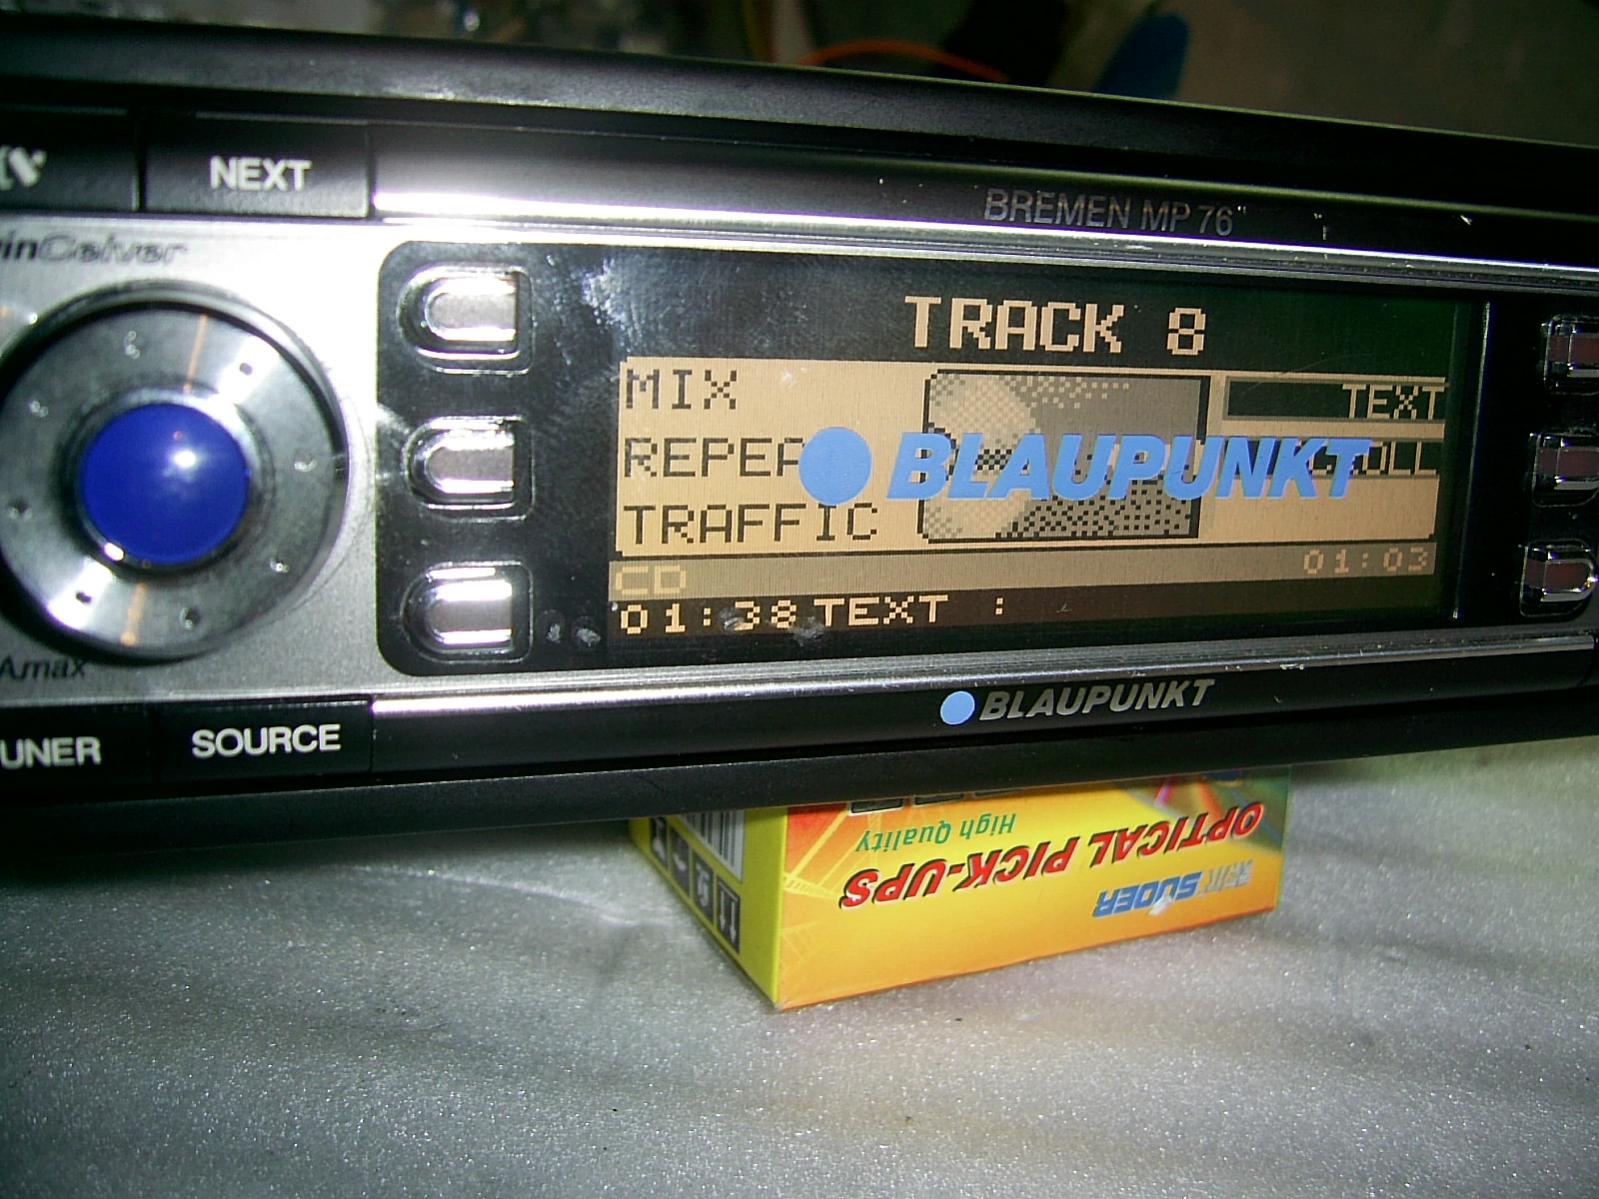 NEXT
BREMEN MP 76
TRACK 8
MIX
TEXT
REPEA
BLAUPUNKT
TRAFFIC
CD
01:03
01:38 TEXT :
Amax
BLAUPUNKT
UNER
SOURCE
High Quality
OPTICAL PICK-UPS
SUOER